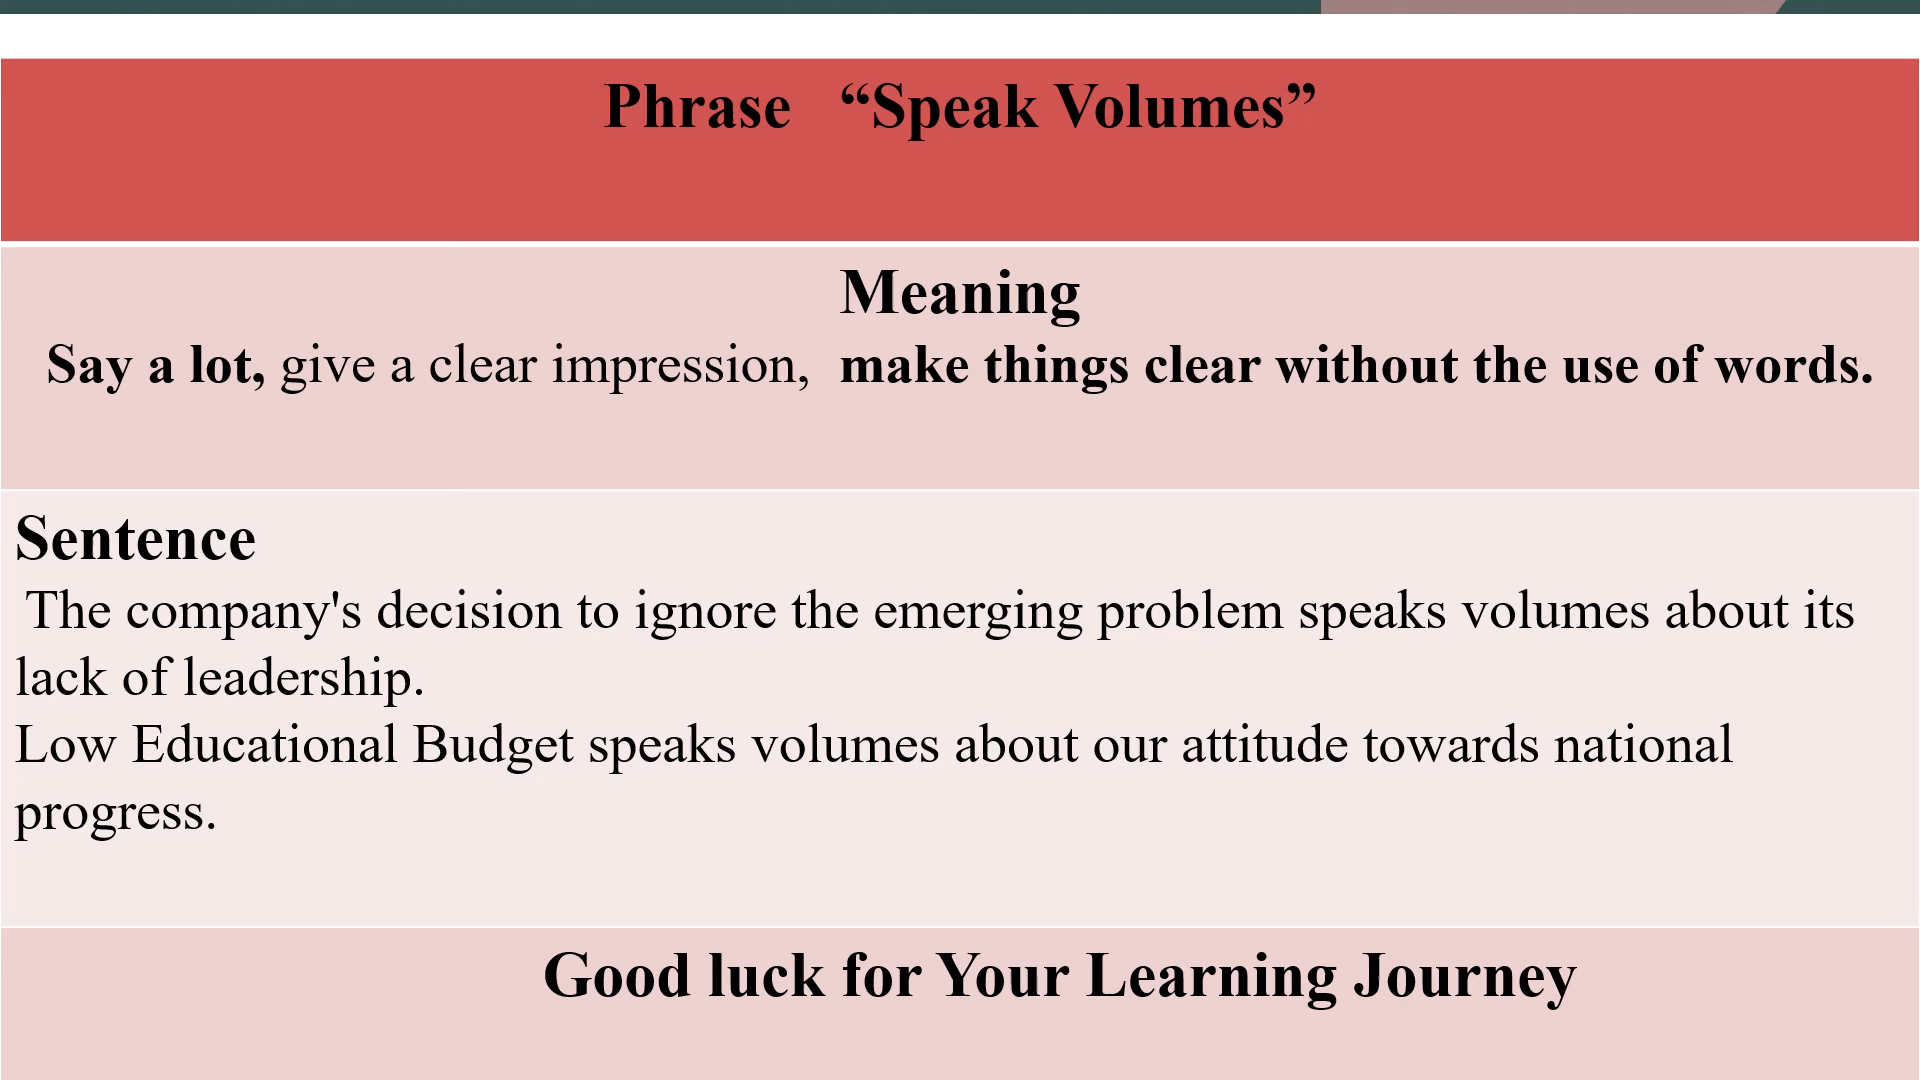 Phrase “Speak Volumes”
Meaning
Say a lot, give a clear impression, make things clear without the use of words.
Sentence
The company's decision to ignore the emerging problem speaks volumes about its
lack of leadership.
Low Educational Budget speaks volumes about our attitude towards national
progress.
Good luck for Your Learning Journey